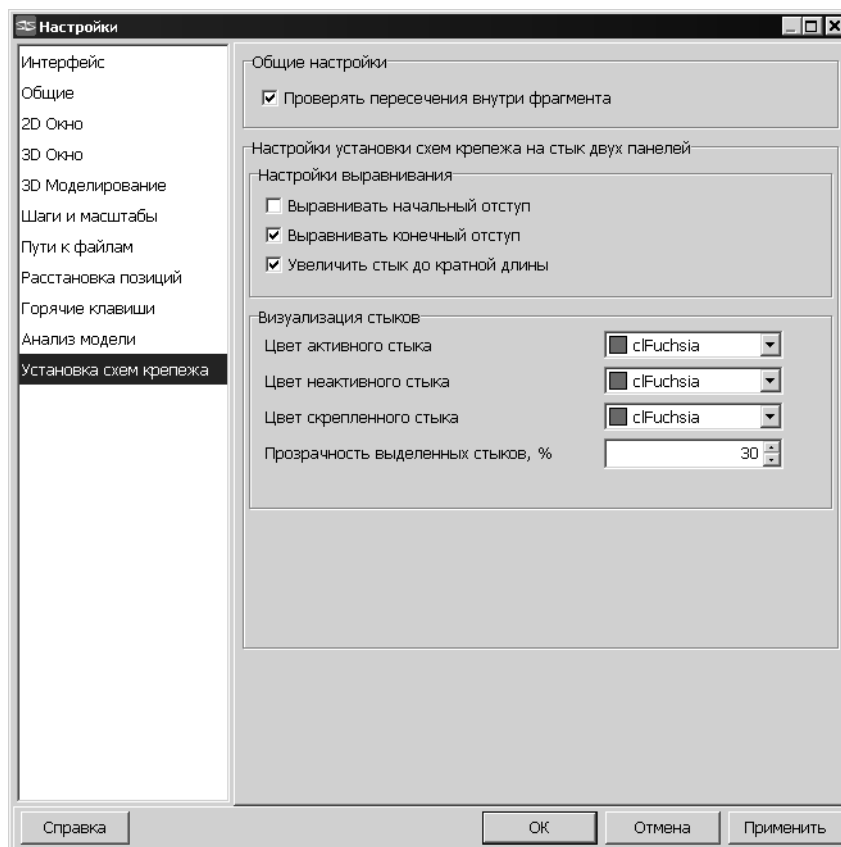 Настройки
Интерфейс
Общие
2D Окно
3D Окно
3D Моделирование
Шаги и масштабы
Пути к файлам
Расстановка позиций
Горячие клавиши
Анализ модели
Установка схем крепежа
Общие настройки
Проверять пересечения внутри фрагмента
Настройки установки схем крепежа на стык двух панелей
Настройки выравнивания
Выравнивать начальный отступ
Выравнивать конечный отступ
Увеличить стык до кратной длины
Визуализация стыков
Цвет активного стыка clFuchsia
Цвет неактивного стыка clFuchsia
Цвет скрепленного стыка clFuchsia
Прозрачность выделенных стыков, % 30
Справка ОК Отмена Применить